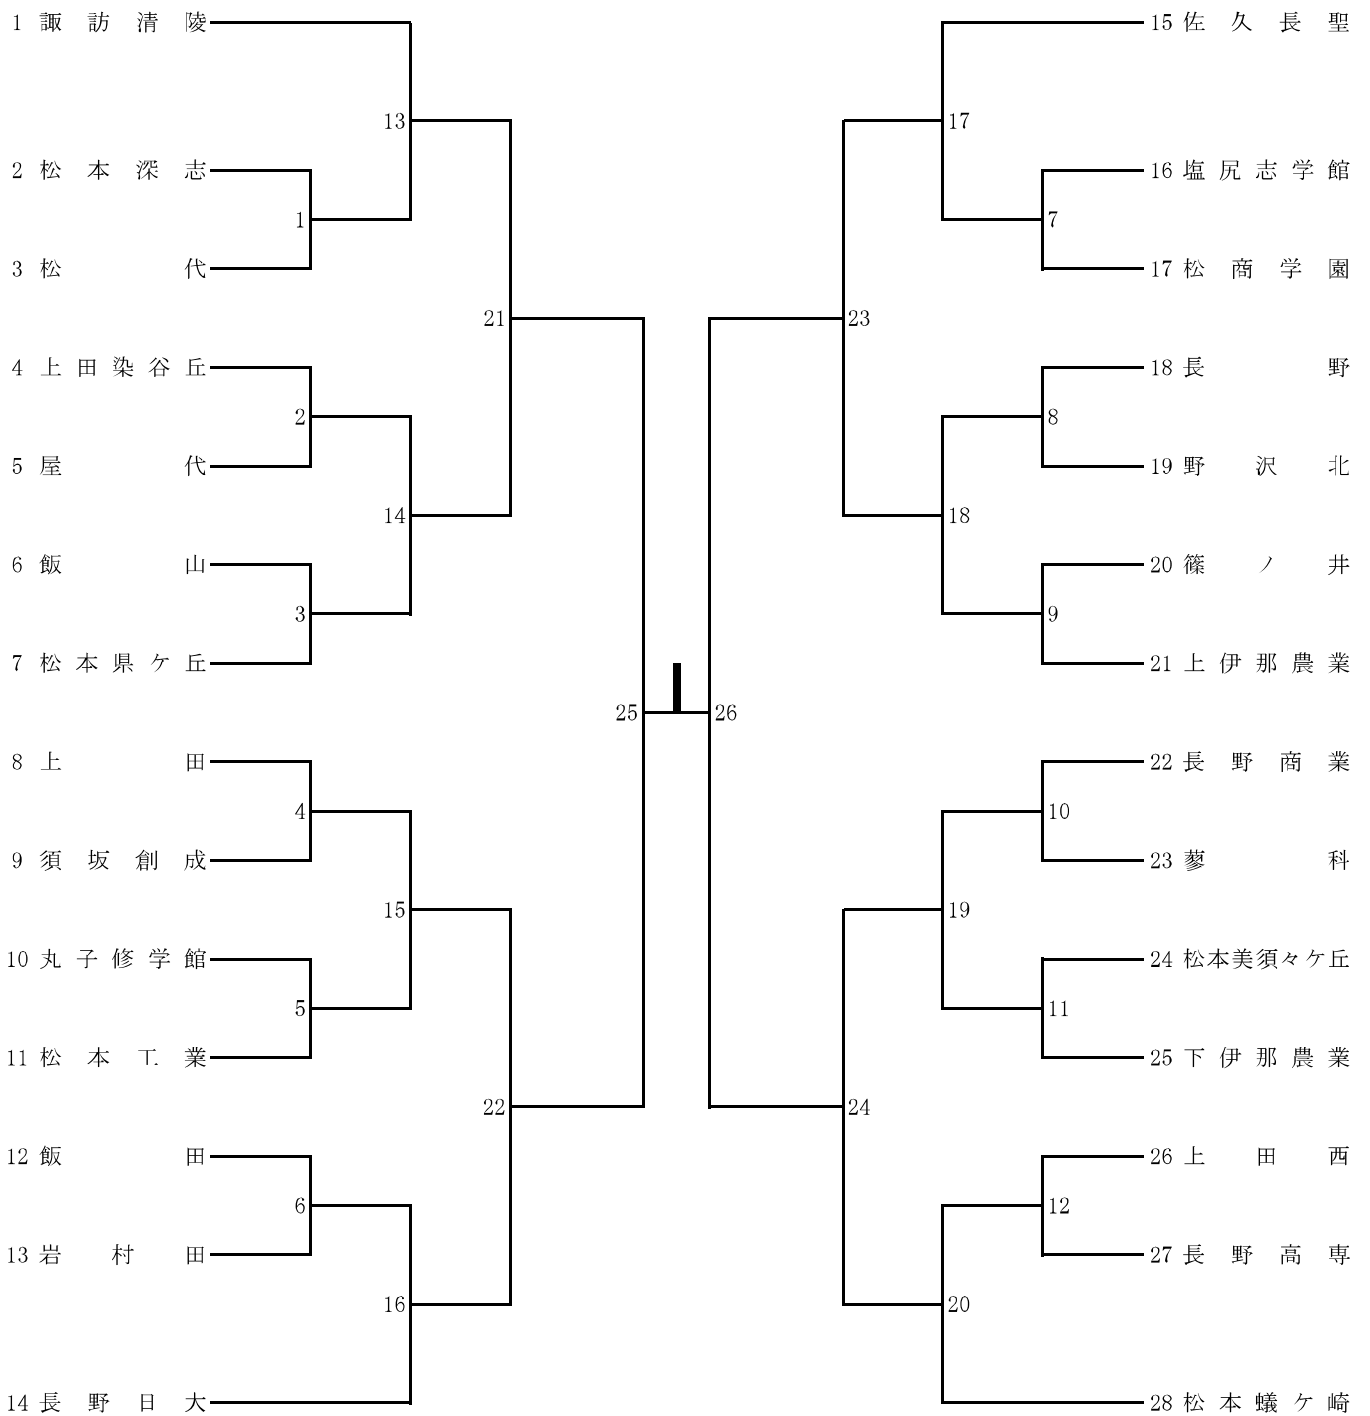 1 諏訪清陵
2 松本深志
3 松代
4 上田染谷丘
5 屋代
6 飯山
7 松本県ケ丘
8 上田
9 須坂創成
10 丸子修学館
11 松本工業
12 飯田
13 岩村田
14 長野日大
13
1
21
2
14
3
25
4
15
5
22
6
16
17
7
23
8
18
9
26
10
19
11
24
12
20
15 佐久長聖
16 塩尻志学館
17 松商学園
18 長野
19 野沢北
20 篠ノ井
21 上伊那農業
22 長野商業
23 蓼科
24 松本美須々ケ丘
25 下伊那農業
26 上田西
27 長野高専
28 松本蟻ケ崎